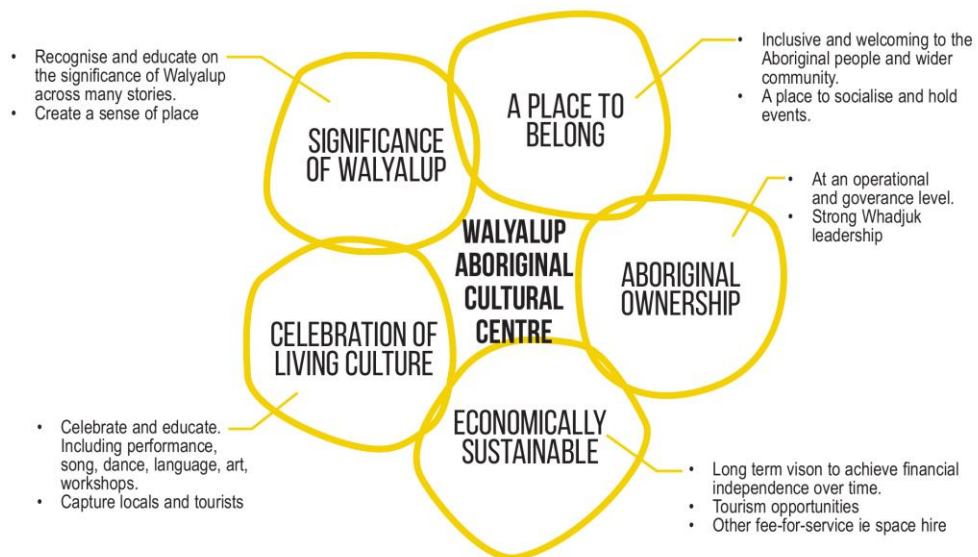 • Recognise and educate on
the significance of Walyalup
across many stories.
• Create a sense of place
SIGNIFICANCE
OF WALYALUP
A PLACE TO
BELONG
• Inclusive and welcoming to the
Aboriginal people and wider
community.
• A place to socialise and hold
events.
• At an operational
and goverance level.
• Strong Whadjuk
leadership
WALYALUP
ABORIGINAL
CULTURAL
CENTRE
ABORIGINAL
OWNERSHIP
CELEBRATION OF
LIVING CULTURE
• Celebrate and educate.
Including performance,
song, dance, language, art,
workshops.
• Capture locals and tourists
ECONOMICALLY
SUSTAINABLE
• Long term vison to achieve financial
independence over time.
• Tourism opportunities
• Other fee-for-service ie space hire